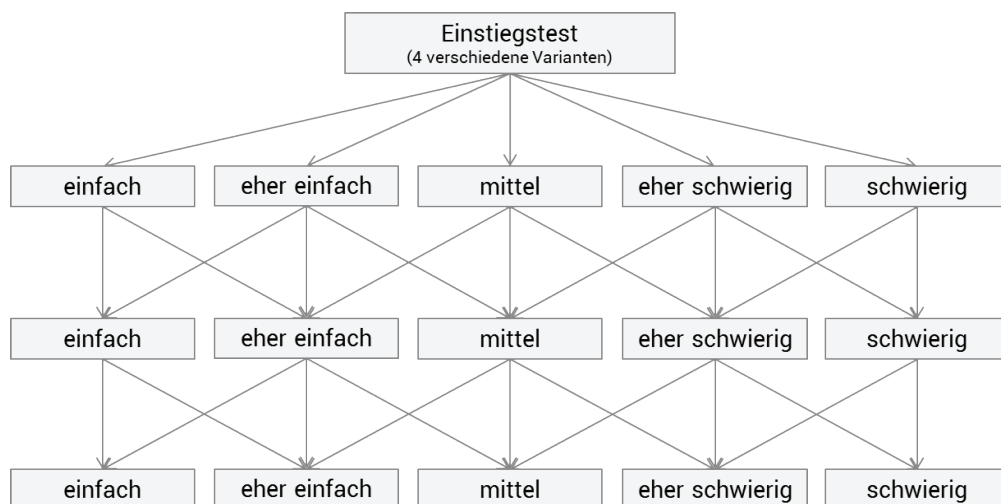 Einstiegstest
(4 verschiedene Varianten)
einfach
eher einfach
mittel
eher schwierig
schwierig
einfach
eher einfach
mittel
eher schwierig
schwierig
einfach
eher einfach
mittel
eher schwierig
schwierig